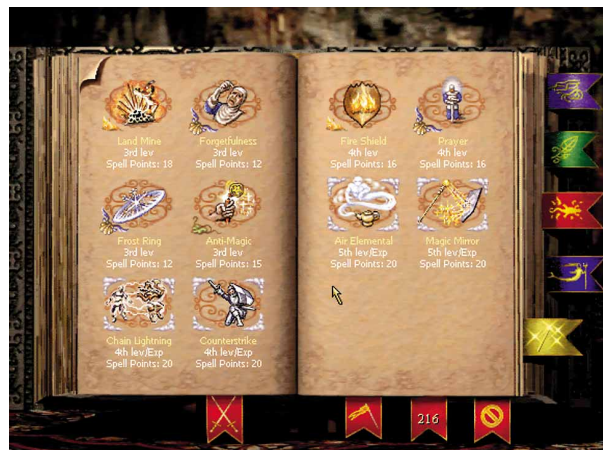 Land Mine
3rd lev
Spell Points: 18
Forgetfulness
3rd lev
Spell Points: 12
Frost Ring
3rd lev
Spell Points: 12
Anti-Magic
3rd lev
Spell Points: 15
Chain Lightning
4th lev/Exp
Spell Points: 20
Counterstrike
4th lev/Exp
Spell Points: 20
Fire Shield
4th lev
Spell Points: 16
Prayer
4th lev
Spell Points: 16
Air Elemental
5th lev/Exp
Spell Points: 20
Magic Mirror
5th lev/Exp
Spell Points: 20
216